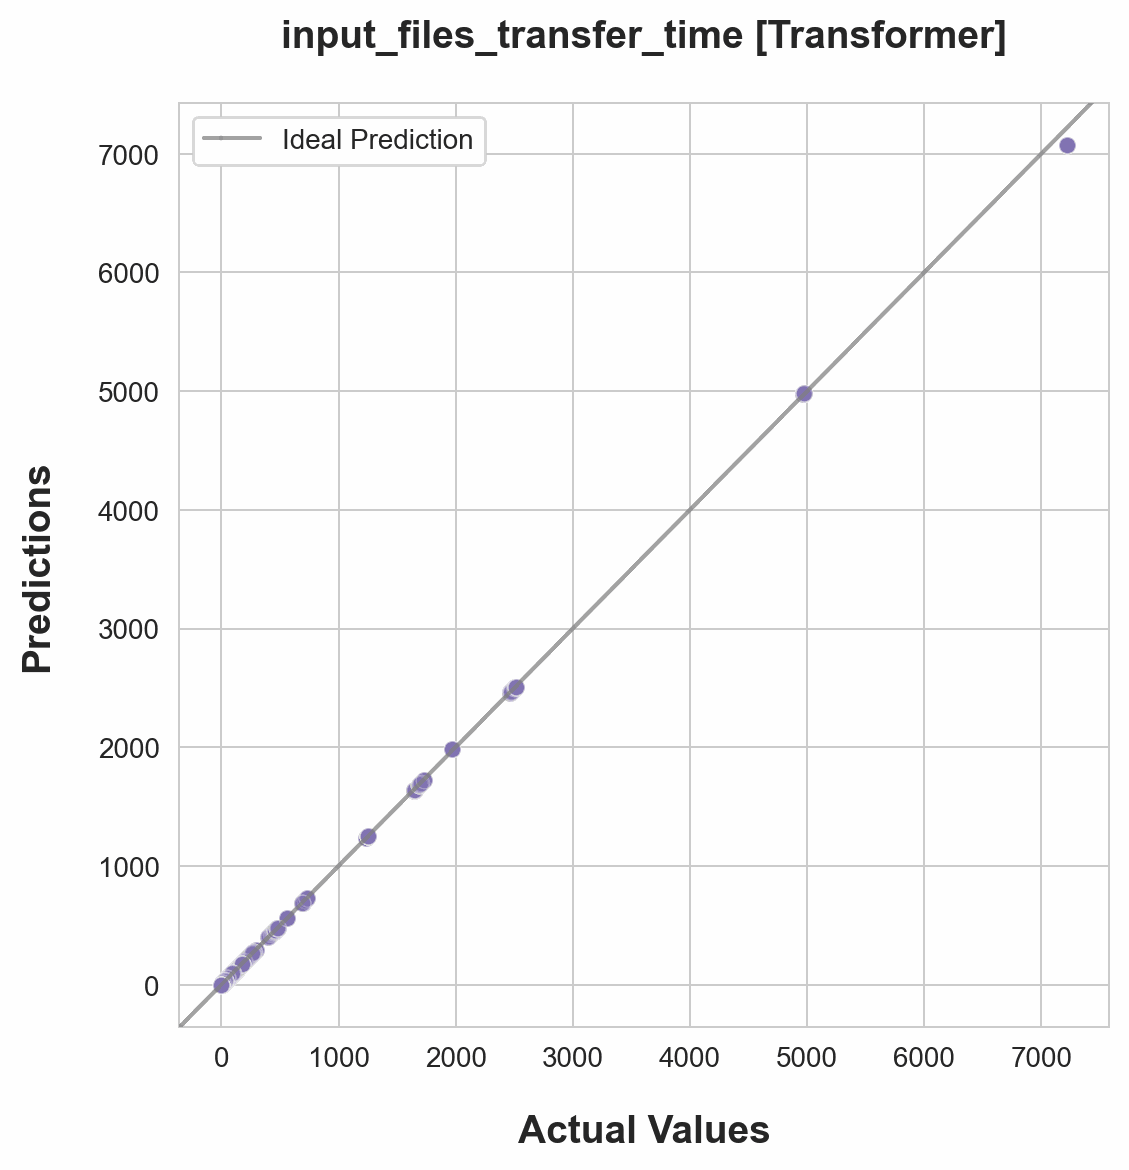 input_files_transfer_time [Transformer]
Ideal Prediction
7000
6000
5000
4000
3000
2000
1000
0
Predictions
0 1000 2000 3000 4000 5000 6000 7000
Actual Values